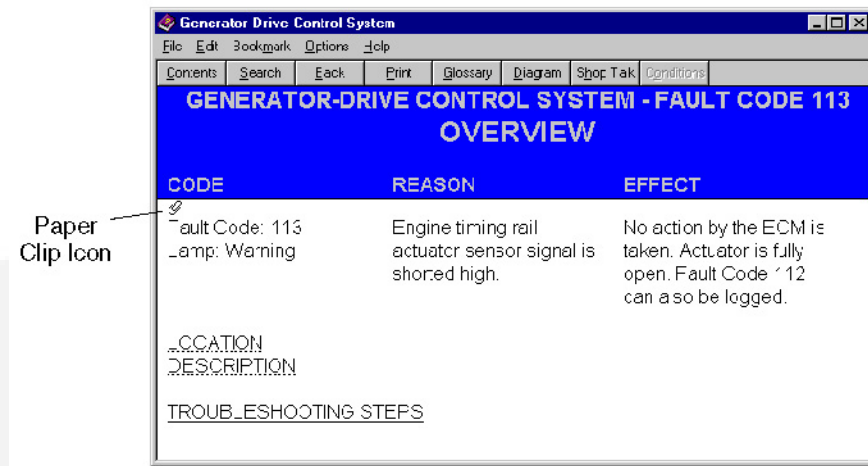 Generator Drive Control System
File Edit Bookmark Options Help
Contents Search Back Print Glossary Diagram Shop Talk Conditions
GENERATOR-DRIVE CONTROL SYSTEM - FAULT CODE 113
OVERVIEW
CODE REASON EFFECT
Paper
Clip Icon
Fault Code: 113
Lamp: Warning
Engine timing rail
actuator sensor signal is
shorted high.
No action by the ECM is
taken. Actuator is fully
open. Fault Code 112
can also be logged.
LOCATION
DESCRIPTION
TROUBLESHOOTING STEPS